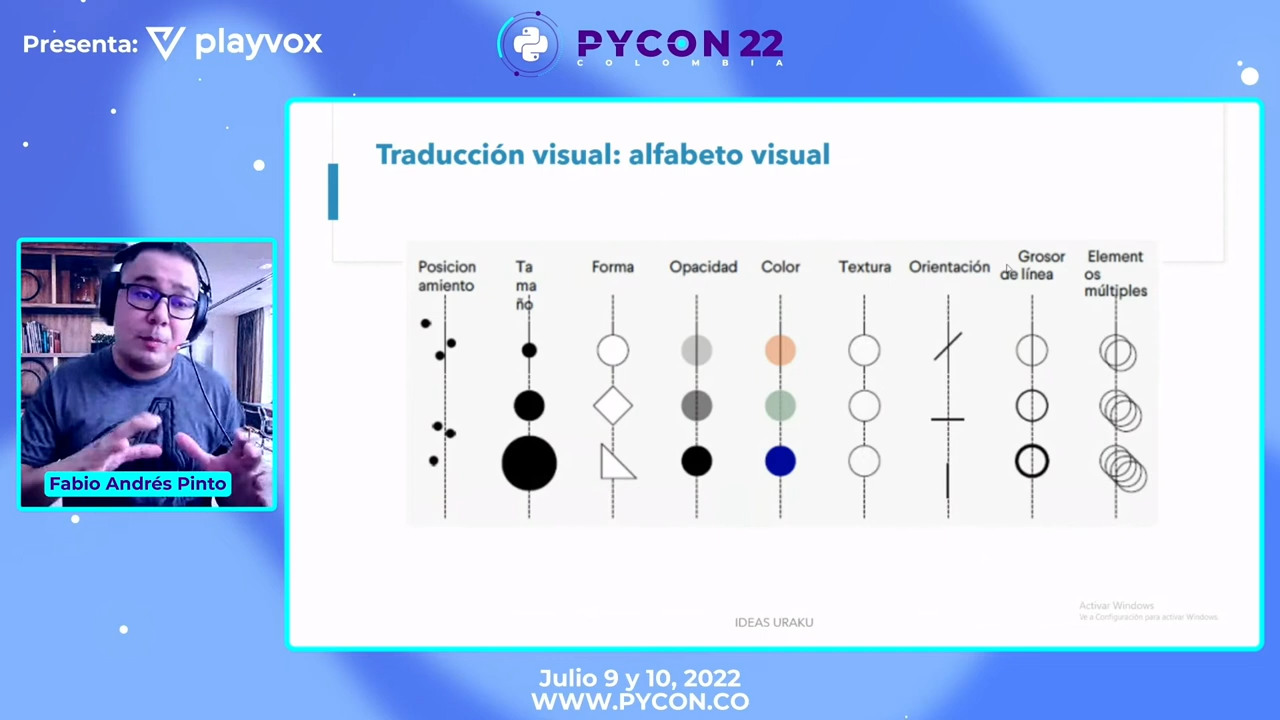 Presenta: playvox
PYCON 22
COLOMBIA
Traducción visual: alfabeto visual
Posicion
amiento
Ta
ma
ño
Forma
Opacidad
Color
Textura
Orientación
Grosor
de línea
Element
os
múltiples
Fabio Andrés Pinto
IDEAS URAKU
Activar Windows
Ve a Configuración para activar Windows.
Julio 9 y 10, 2022
WWW.PYCON.CO